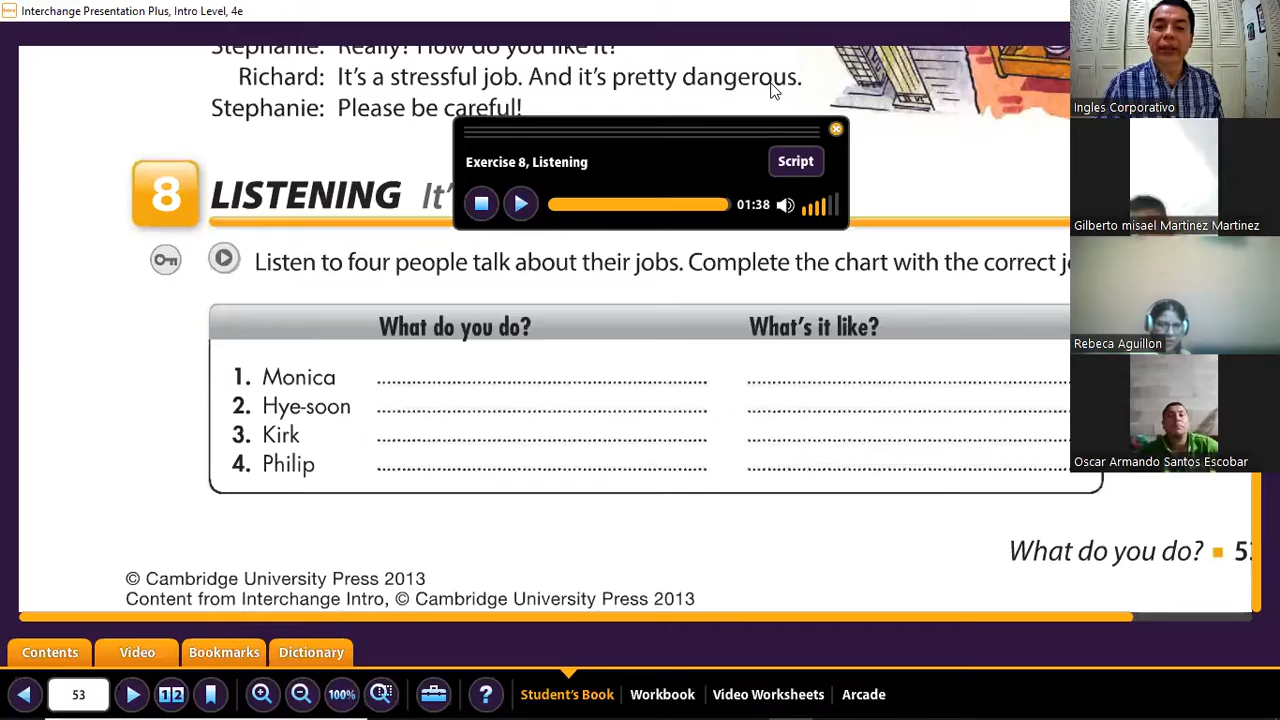 Interchange Presentation Plus, Intro Level, 4e
Stephanie: Really! How do you like it?
Richard: It's a stressful job. And it's pretty dangerous.
Stephanie: Please be careful!
Exercise 8, Listening
Script
01:38
8 LISTENING It'
Listen to four people talk about their jobs. Complete the chart with the correct
What do you do? What's it like?
1. Monica
2. Hye-soon
3. Kirk
4. Philip
What do you do? 53
© Cambridge University Press 2013
Content from Interchange Intro, © Cambridge University Press 2013
Contents Video Bookmarks Dictionary
53 1 2 100% ? Student's Book Workbook Video Worksheets Arcade
Ingles Corporativo
Gilberto misael Martinez Martinez
Rebeca Aguillon
Oscar Armando Santos Escobar